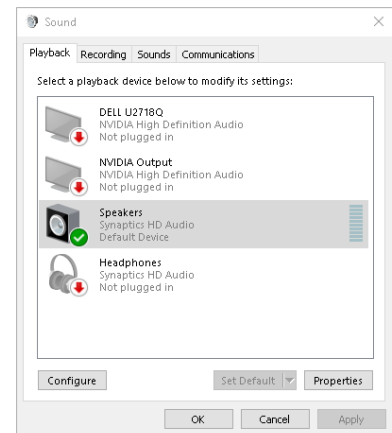 Sound
Playback Recording Sounds Communications
Select a playback device below to modify its settings:
DELL U2718Q
NVIDIA High Definition Audio
Not plugged in
NVIDIA Output
NVIDIA High Definition Audio
Not plugged in
Speakers
Synaptics HD Audio
Default Device
Headphones
Synaptics HD Audio
Not plugged in
Configure Set Default Properties
OK Cancel Apply